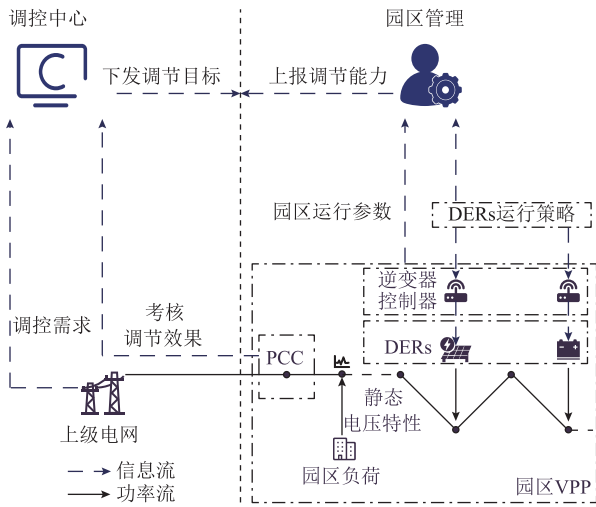 调控中心
园区管理
下发调节目标
上报调节能力
园区运行参数
DERs运行策略
逆变器
控制器
调控需求
考核
调节效果
PCC
DERs
静态
电压特性
上级电网
园区负荷
信息流
功率流
园区VPP